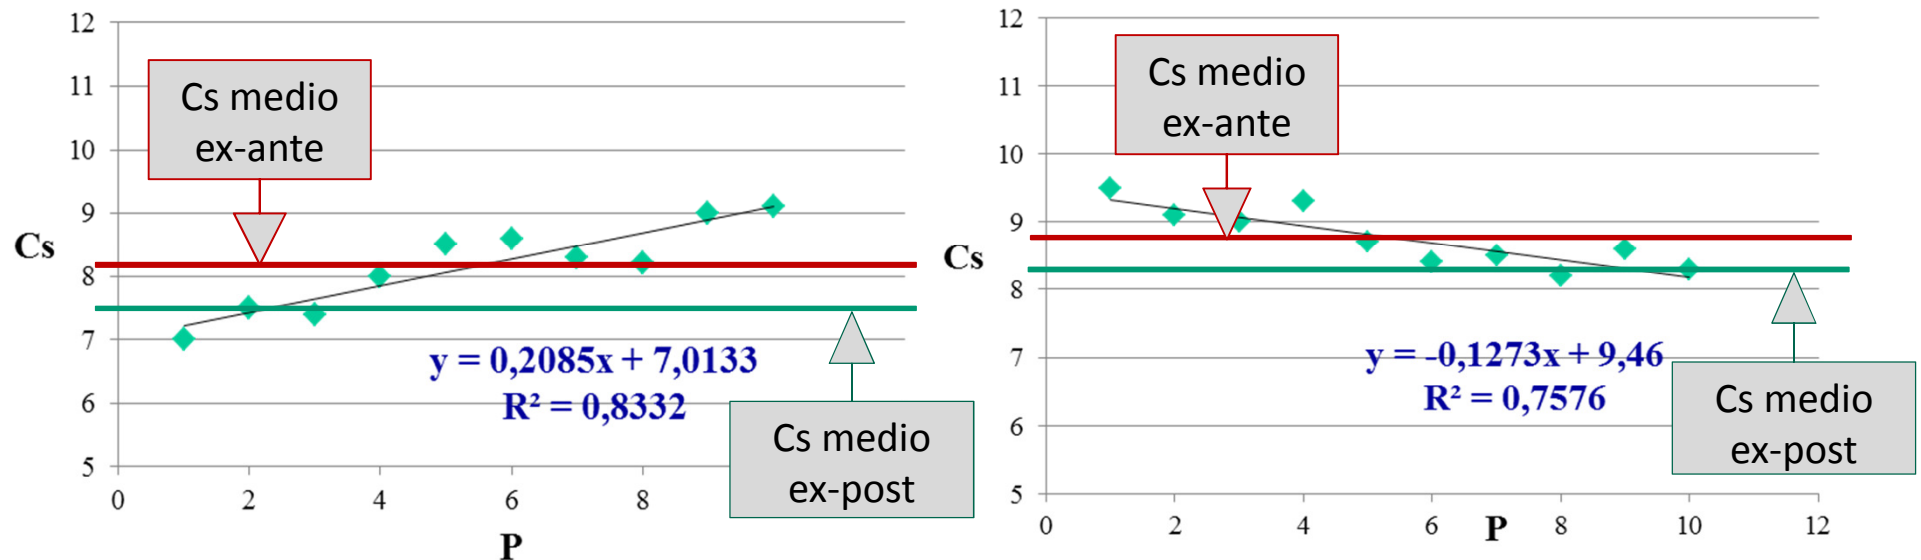 12
11
10
9
8
7
6
5
0
2
4
6
8
Cs
P
Cs medio
ex-ante
y = 0,2085x + 7,0133
R² = 0,8332
Cs medio
ex-post
12
11
10
9
8
7
6
5
0
2
4
6
8
10
12
Cs
P
Cs medio
ex-ante
y = -0,1273x + 9,46
R² = 0,7576
Cs medio
ex-post